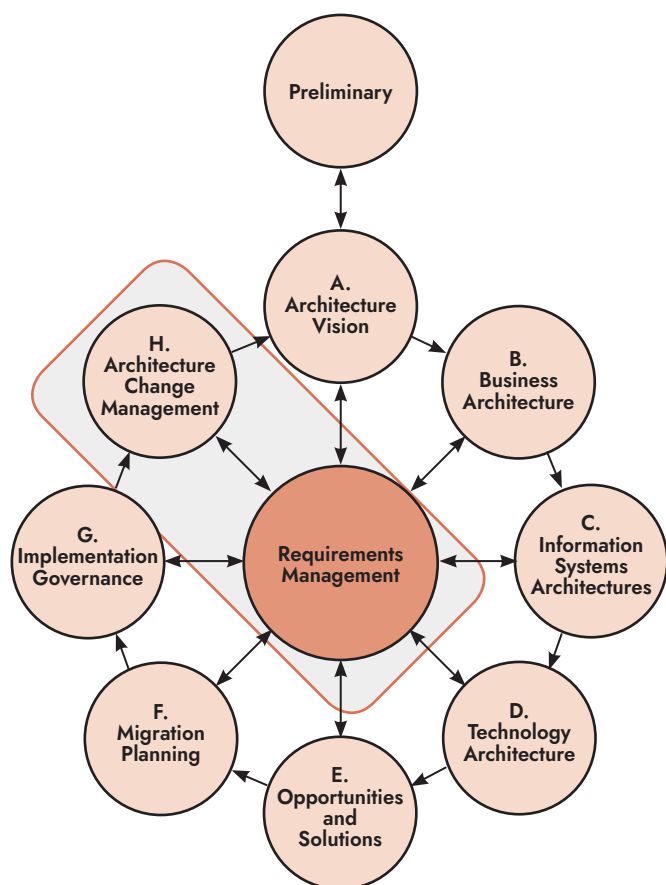 Preliminary
A.
Architecture
Vision
H.
Architecture
Change
Management
B.
Business
Architecture
G.
Implementation
Governance
Requirements
Management
C.
Information
Systems
Architectures
F.
Migration
Planning
D.
Technology
Architecture
E.
Opportunities
and
Solutions